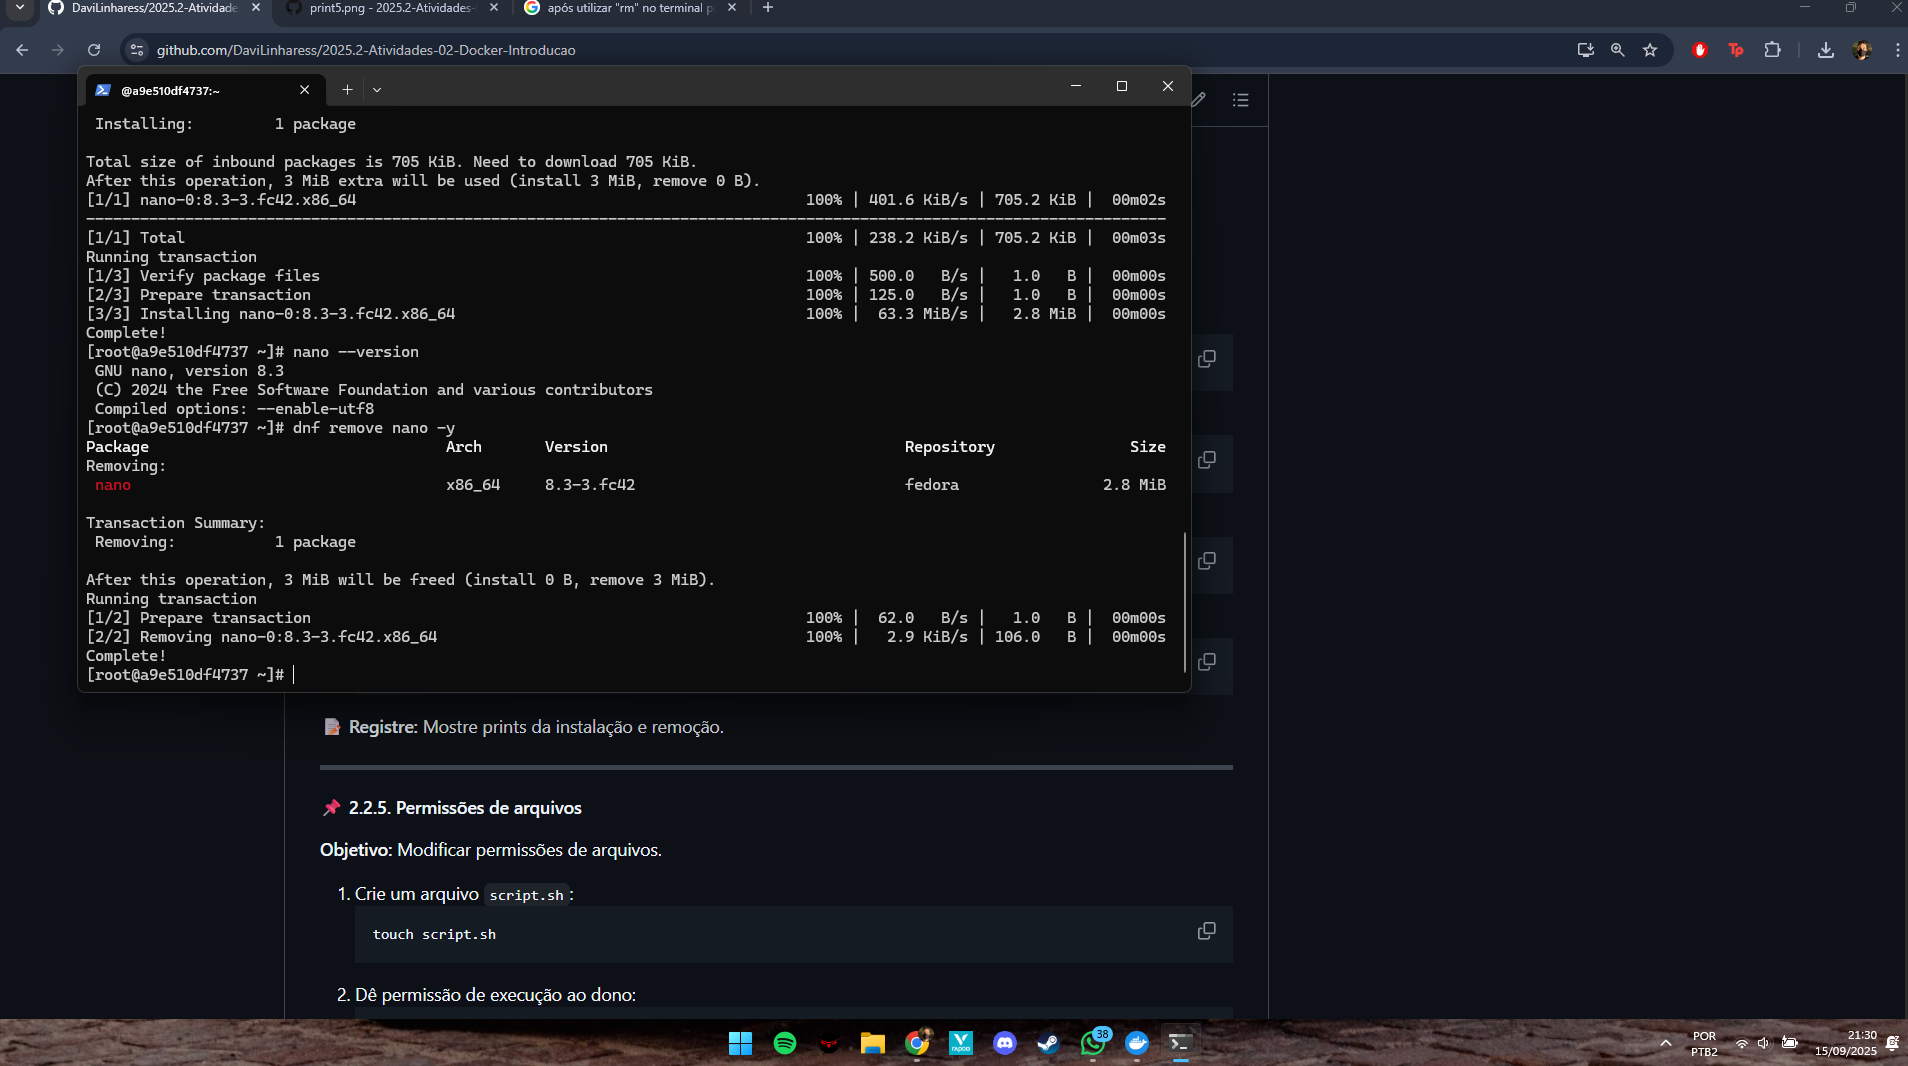 DaviLinharess/2025.2-Atividade
print5.png - 2025.2-Atividades-
após utilizar "rm" no terminal p
github.com/DaviLinharess/2025.2-Atividades-02-Docker-Introducao
Tp
@a9e510df4737:~
Installing: 1 package
Total size of inbound packages is 705 KiB. Need to download 705 KiB.
After this operation, 3 MiB extra will be used (install 3 MiB, remove 0 B).
[1/1] nano-0:8.3-3.fc42.x86_64 100% | 401.6 KiB/s | 705.2 KiB | 00m02s
[1/1] Total 100% | 238.2 KiB/s | 705.2 KiB | 00m03s
Running transaction
[1/3] Verify package files 100% | 500.0 B/s | 1.0 B | 00m00s
[2/3] Prepare transaction 100% | 125.0 B/s | 1.0 B | 00m00s
[3/3] Installing nano-0:8.3-3.fc42.x86_64 100% | 63.3 MiB/s | 2.8 MiB | 00m00s
Complete!
[root@a9e510df4737 ~]# nano --version
GNU nano, version 8.3
(C) 2024 the Free Software Foundation and various contributors
Compiled options: --enable-utf8
[root@a9e510df4737 ~]# dnf remove nano -y
Package Arch Version Repository Size
Removing:
nano x86_64 8.3-3.fc42 fedora 2.8 MiB
Transaction Summary:
Removing: 1 package
After this operation, 3 MiB will be freed (install 0 B, remove 3 MiB).
Running transaction
[1/2] Prepare transaction 100% | 62.0 B/s | 1.0 B | 00m00s
[2/2] Removing nano-0:8.3-3.fc42.x86_64 100% | 2.9 KiB/s | 106.0 B | 00m00s
Complete!
[root@a9e510df4737 ~]#
Registre: Mostre prints da instalação e remoção.
2.2.5. Permissões de arquivos
Objetivo: Modificar permissões de arquivos.
1. Crie um arquivo script.sh:
touch script.sh
2. Dê permissão de execução ao dono:
38
POR
PTB2
21:30
15/09/2025